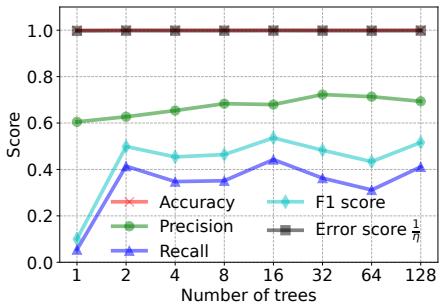 1.0
0.8
0.6
0.4
0.2
0.0
Score
Accuracy
Precision
Recall
F1 score
Error score 1/η
1 2 4 8 16 32 64 128
Number of trees